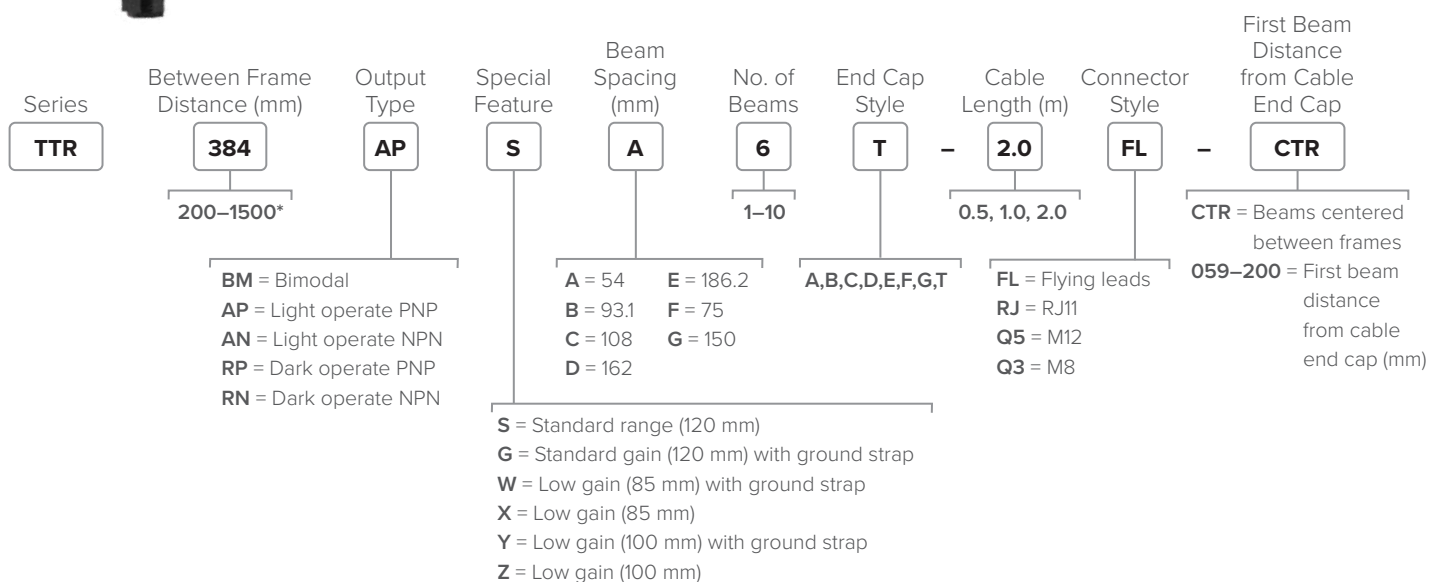 Series
Between Frame
Distance (mm)
Output
Type
Special
Feature
Beam
Spacing
(mm)
No. of
Beams
End Cap
Style
Cable
Length (m)
Connector
Style
First Beam
Distance
from Cable
End Cap
TTR
384
AP
S
A
6
T
–
2.0
FL
–
CTR
200–1500*
1–10
0.5, 1.0, 2.0
CTR = Beams centered
between frames
059–200 = First beam
distance
from cable
end cap (mm)
BM = Bimodal
AP = Light operate PNP
AN = Light operate NPN
RP = Dark operate PNP
RN = Dark operate NPN
A = 54
B = 93.1
C = 108
D = 162
E = 186.2
F = 75
G = 150
A,B,C,D,E,F,G,T
FL = Flying leads
RJ = RJ11
Q5 = M12
Q3 = M8
S = Standard range (120 mm)
G = Standard gain (120 mm) with ground strap
W = Low gain (85 mm) with ground strap
X = Low gain (85 mm)
Y = Low gain (100 mm) with ground strap
Z = Low gain (100 mm)